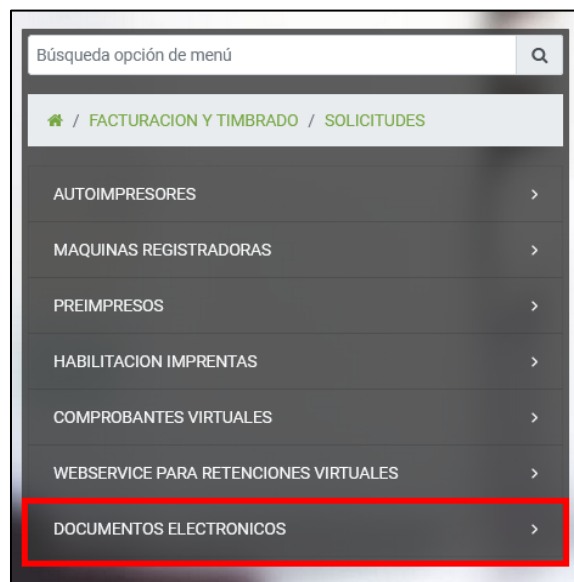 Búsqueda opción de menú
/ FACTURACION Y TIMBRADO / SOLICITUDES
AUTOIMPRESORES
MAQUINAS REGISTRADORAS
PREIMPRESOS
HABILITACION IMPRENTAS
COMPROBANTES VIRTUALES
WEBSERVICE PARA RETENCIONES VIRTUALES
DOCUMENTOS ELECTRONICOS